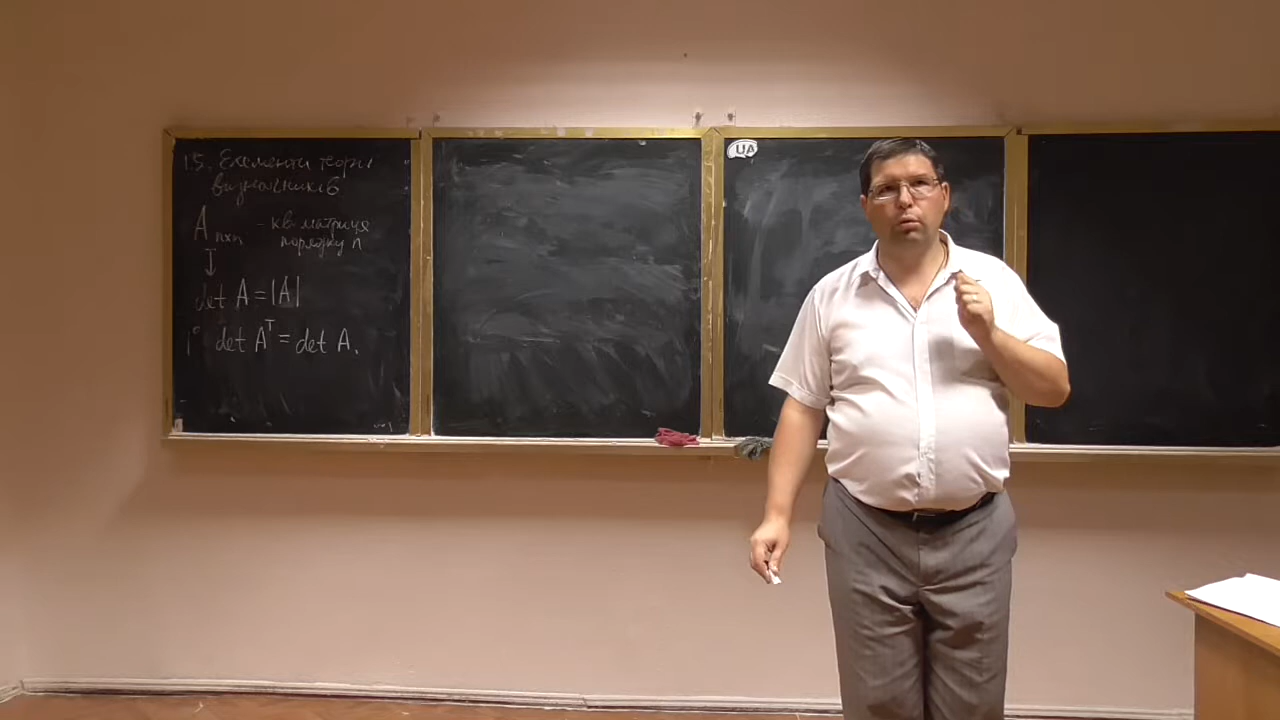 1.5. Елементи теорії
визначників
A n×n - кв. матриця
порядку n
↓
det A = |A|
1° det Aᵀ = det A.
UA